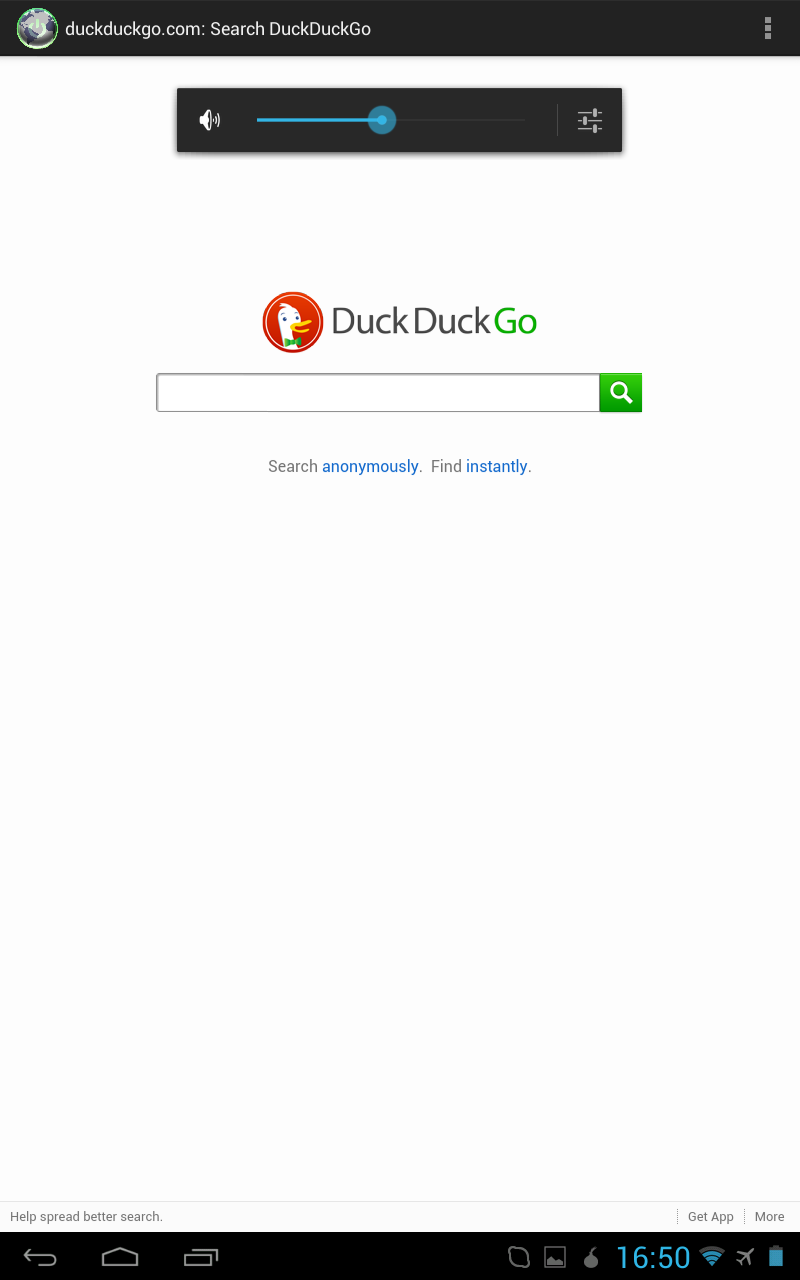 duckduckgo.com: Search DuckDuckGo
DuckDuckGo
Search anonymously. Find instantly.
Help spread better search.
Get App
More
16:50